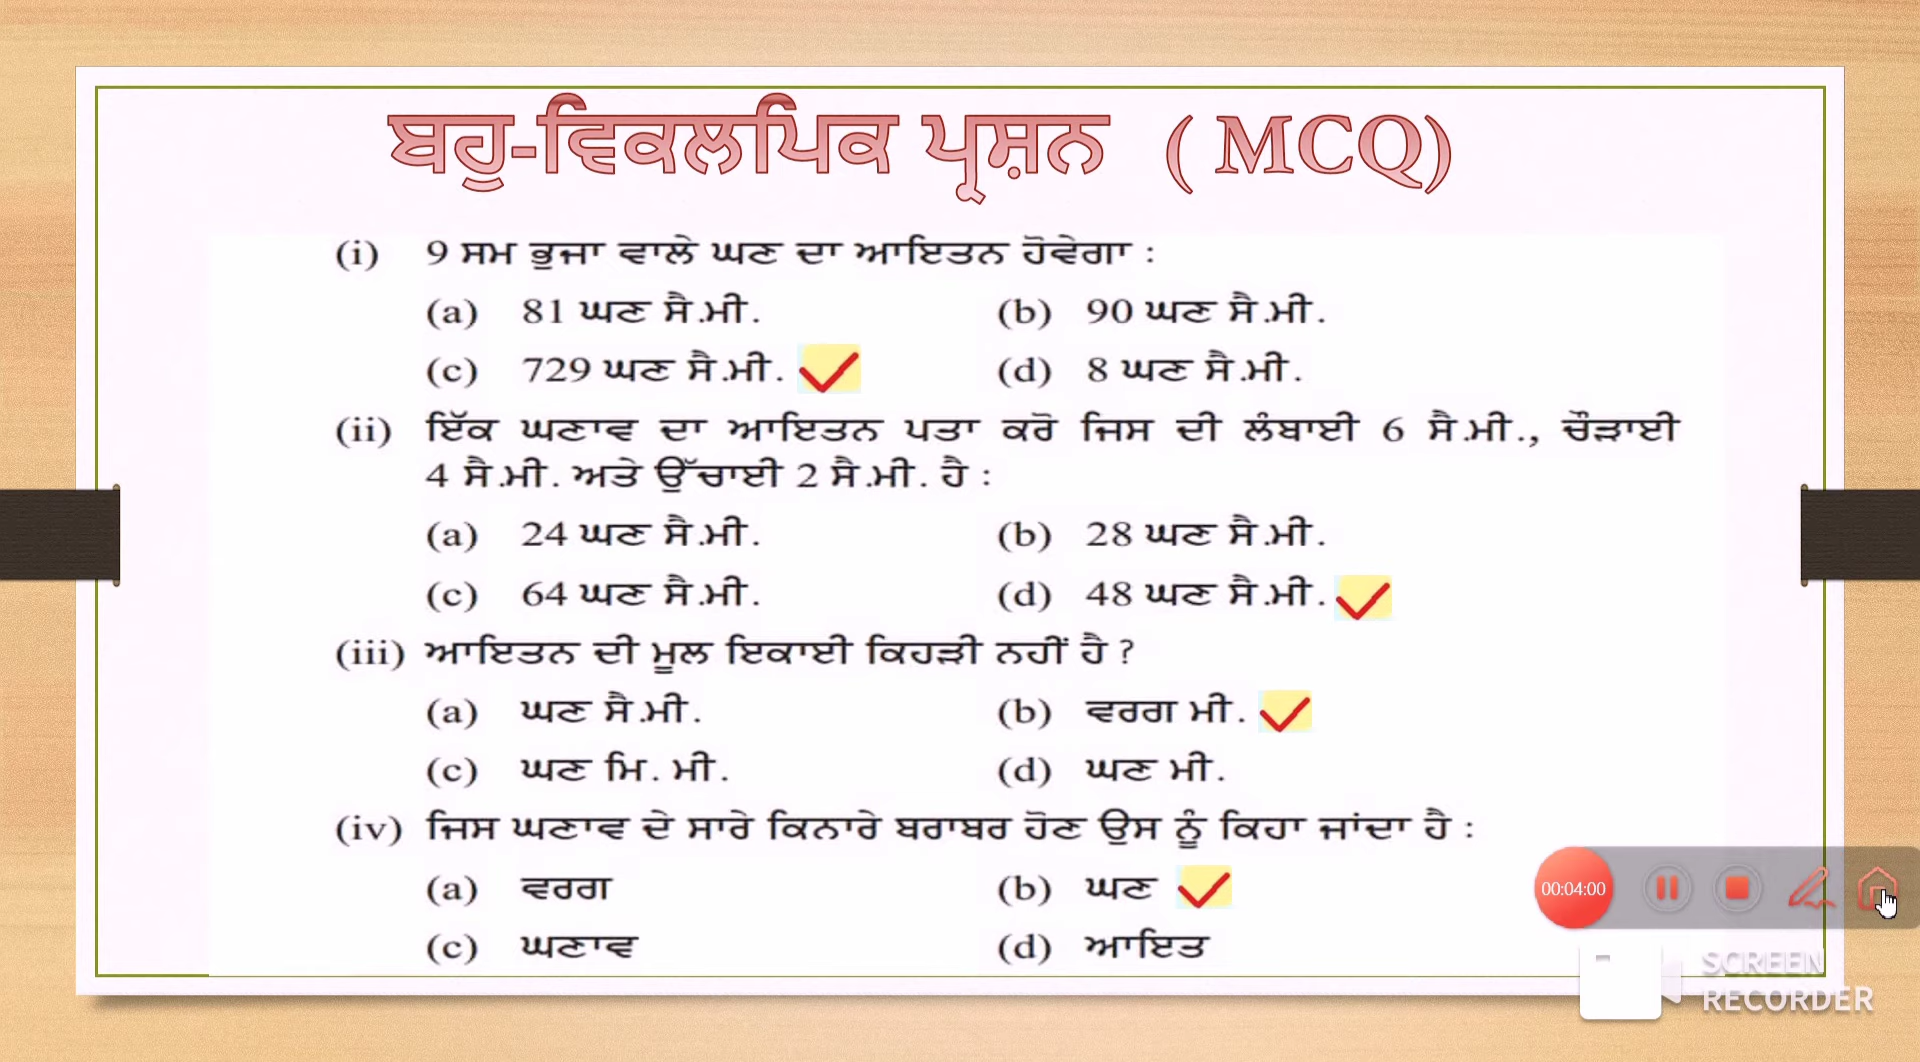 ਬਹੁ-ਵਿਕਲਪਿਕ ਪ੍ਰਸ਼ਨ ( MCQ)
(i) 9 ਸਮ ਭੁਜਾ ਵਾਲੇ ਘਣ ਦਾ ਆਇਤਨ ਹੋਵੇਗਾ :
(a) 81 ਘਣ ਸੈ.ਮੀ. (b) 90 ਘਣ ਸੈ.ਮੀ.
(c) 729 ਘਣ ਸੈ.ਮੀ. (d) 8 ਘਣ ਸੈ.ਮੀ.
(ii) ਇੱਕ ਘਣਾਵ ਦਾ ਆਇਤਨ ਪਤਾ ਕਰੋ ਜਿਸ ਦੀ ਲੰਬਾਈ 6 ਸੈ.ਮੀ., ਚੌੜਾਈ
4 ਸੈ.ਮੀ. ਅਤੇ ਉੱਚਾਈ 2 ਸੈ.ਮੀ. ਹੈ :
(a) 24 ਘਣ ਸੈ.ਮੀ. (b) 28 ਘਣ ਸੈ.ਮੀ.
(c) 64 ਘਣ ਸੈ.ਮੀ. (d) 48 ਘਣ ਸੈ.ਮੀ.
(iii) ਆਇਤਨ ਦੀ ਮੂਲ ਇਕਾਈ ਕਿਹੜੀ ਨਹੀਂ ਹੈ ?
(a) ਘਣ ਸੈ.ਮੀ. (b) ਵਰਗ ਮੀ.
(c) ਘਣ ਮਿ. ਮੀ. (d) ਘਣ ਮੀ.
(iv) ਜਿਸ ਘਣਾਵ ਦੇ ਸਾਰੇ ਕਿਨਾਰੇ ਬਰਾਬਰ ਹੋਣ ਉਸ ਨੂੰ ਕਿਹਾ ਜਾਂਦਾ ਹੈ :
(a) ਵਰਗ (b) ਘਣ
(c) ਘਣਾਵ (d) ਆਇਤ
00:04:00
SCREEN
RECORDER